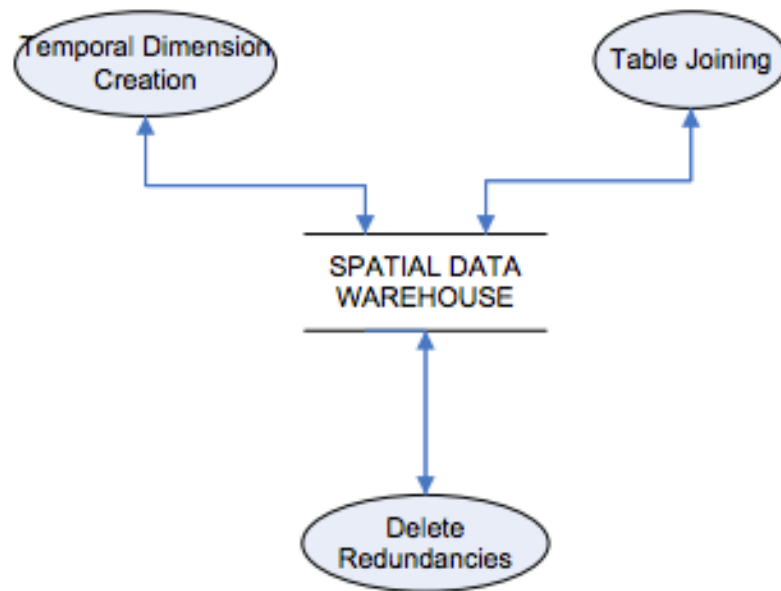 Temporal Dimension
Creation
Table Joining
SPATIAL DATA
WAREHOUSE
Delete
Redundancies